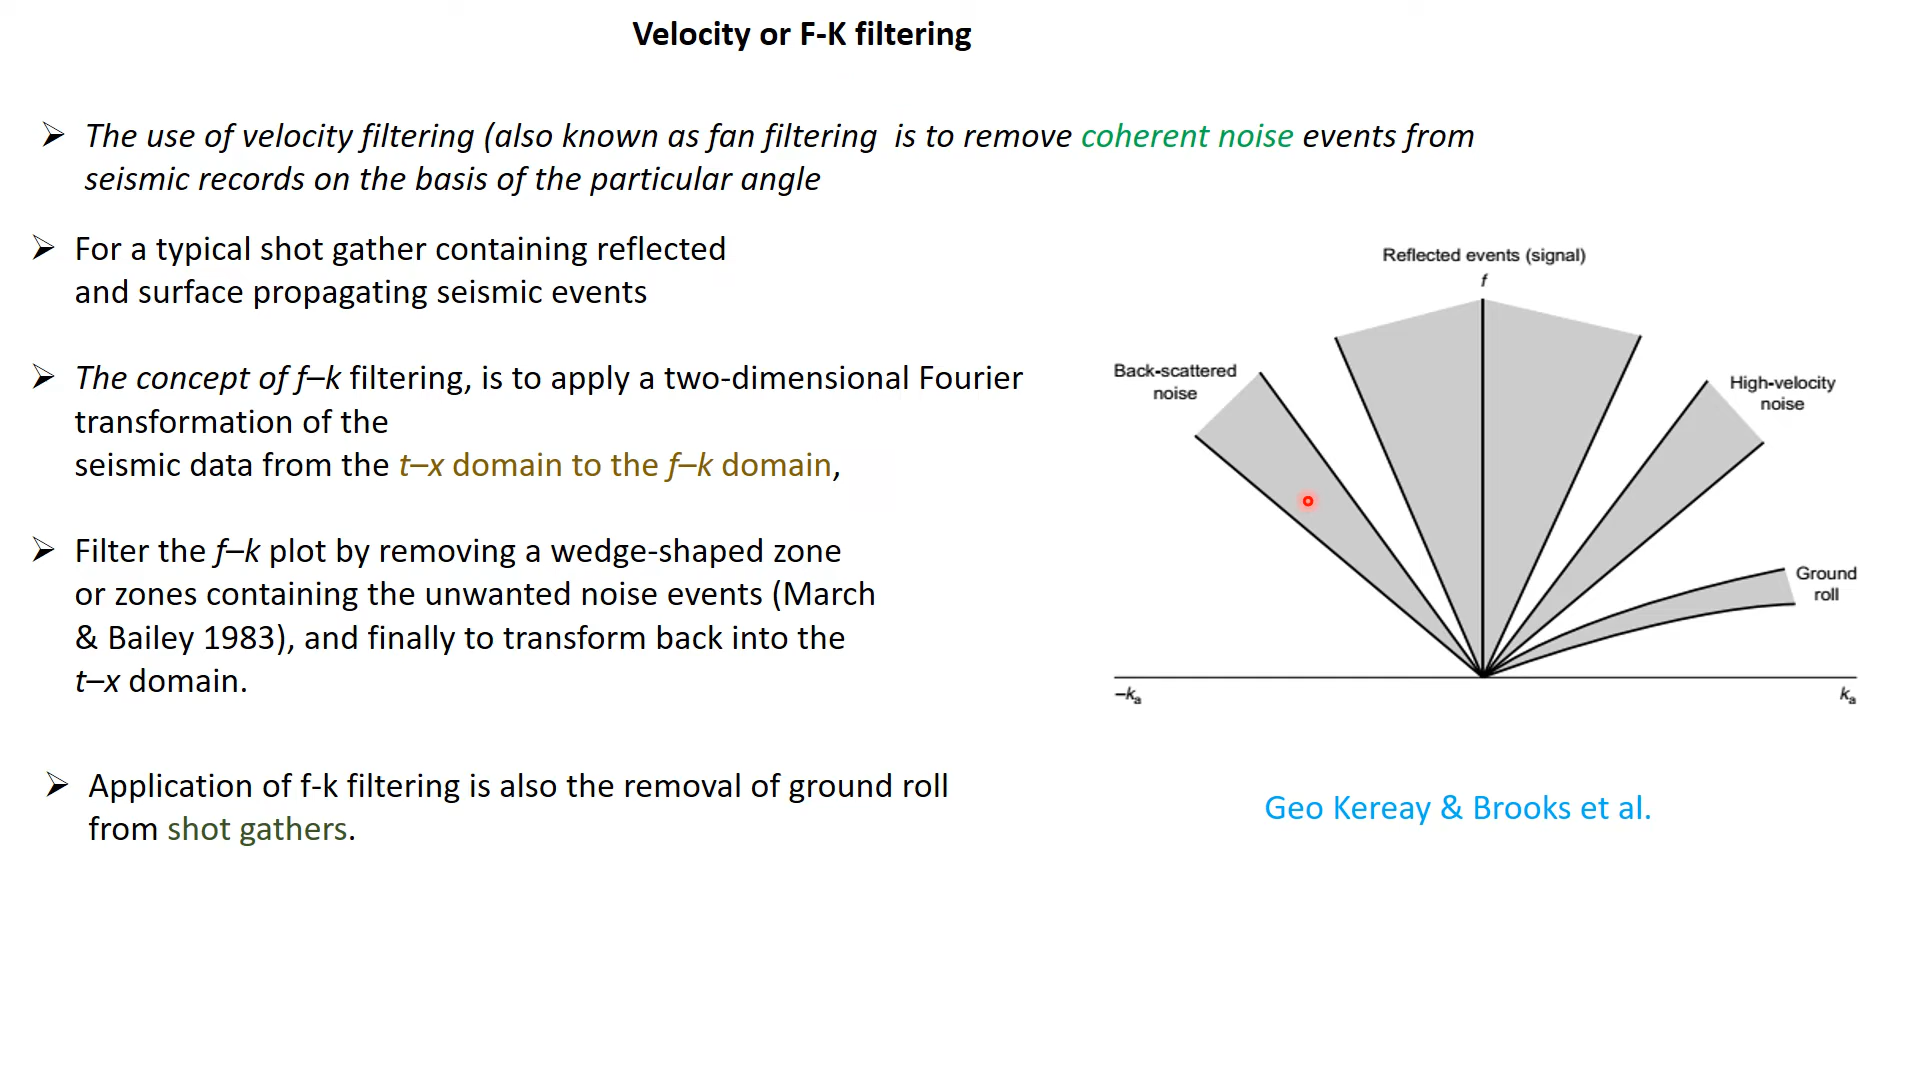 Velocity or F-K filtering
➢ The use of velocity filtering (also known as fan filtering is to remove coherent noise events from
seismic records on the basis of the particular angle
➢ For a typical shot gather containing reflected
and surface propagating seismic events
➢ The concept of f–k filtering, is to apply a two-dimensional Fourier
transformation of the
seismic data from the t–x domain to the f–k domain,
➢ Filter the f–k plot by removing a wedge-shaped zone
or zones containing the unwanted noise events (March
& Bailey 1983), and finally to transform back into the
t–x domain.
➢ Application of f-k filtering is also the removal of ground roll
from shot gathers.
Reflected events (signal)
f
Back-scattered
noise
High-velocity
noise
Ground
roll
–ka
ka
Geo Kereay & Brooks et al.